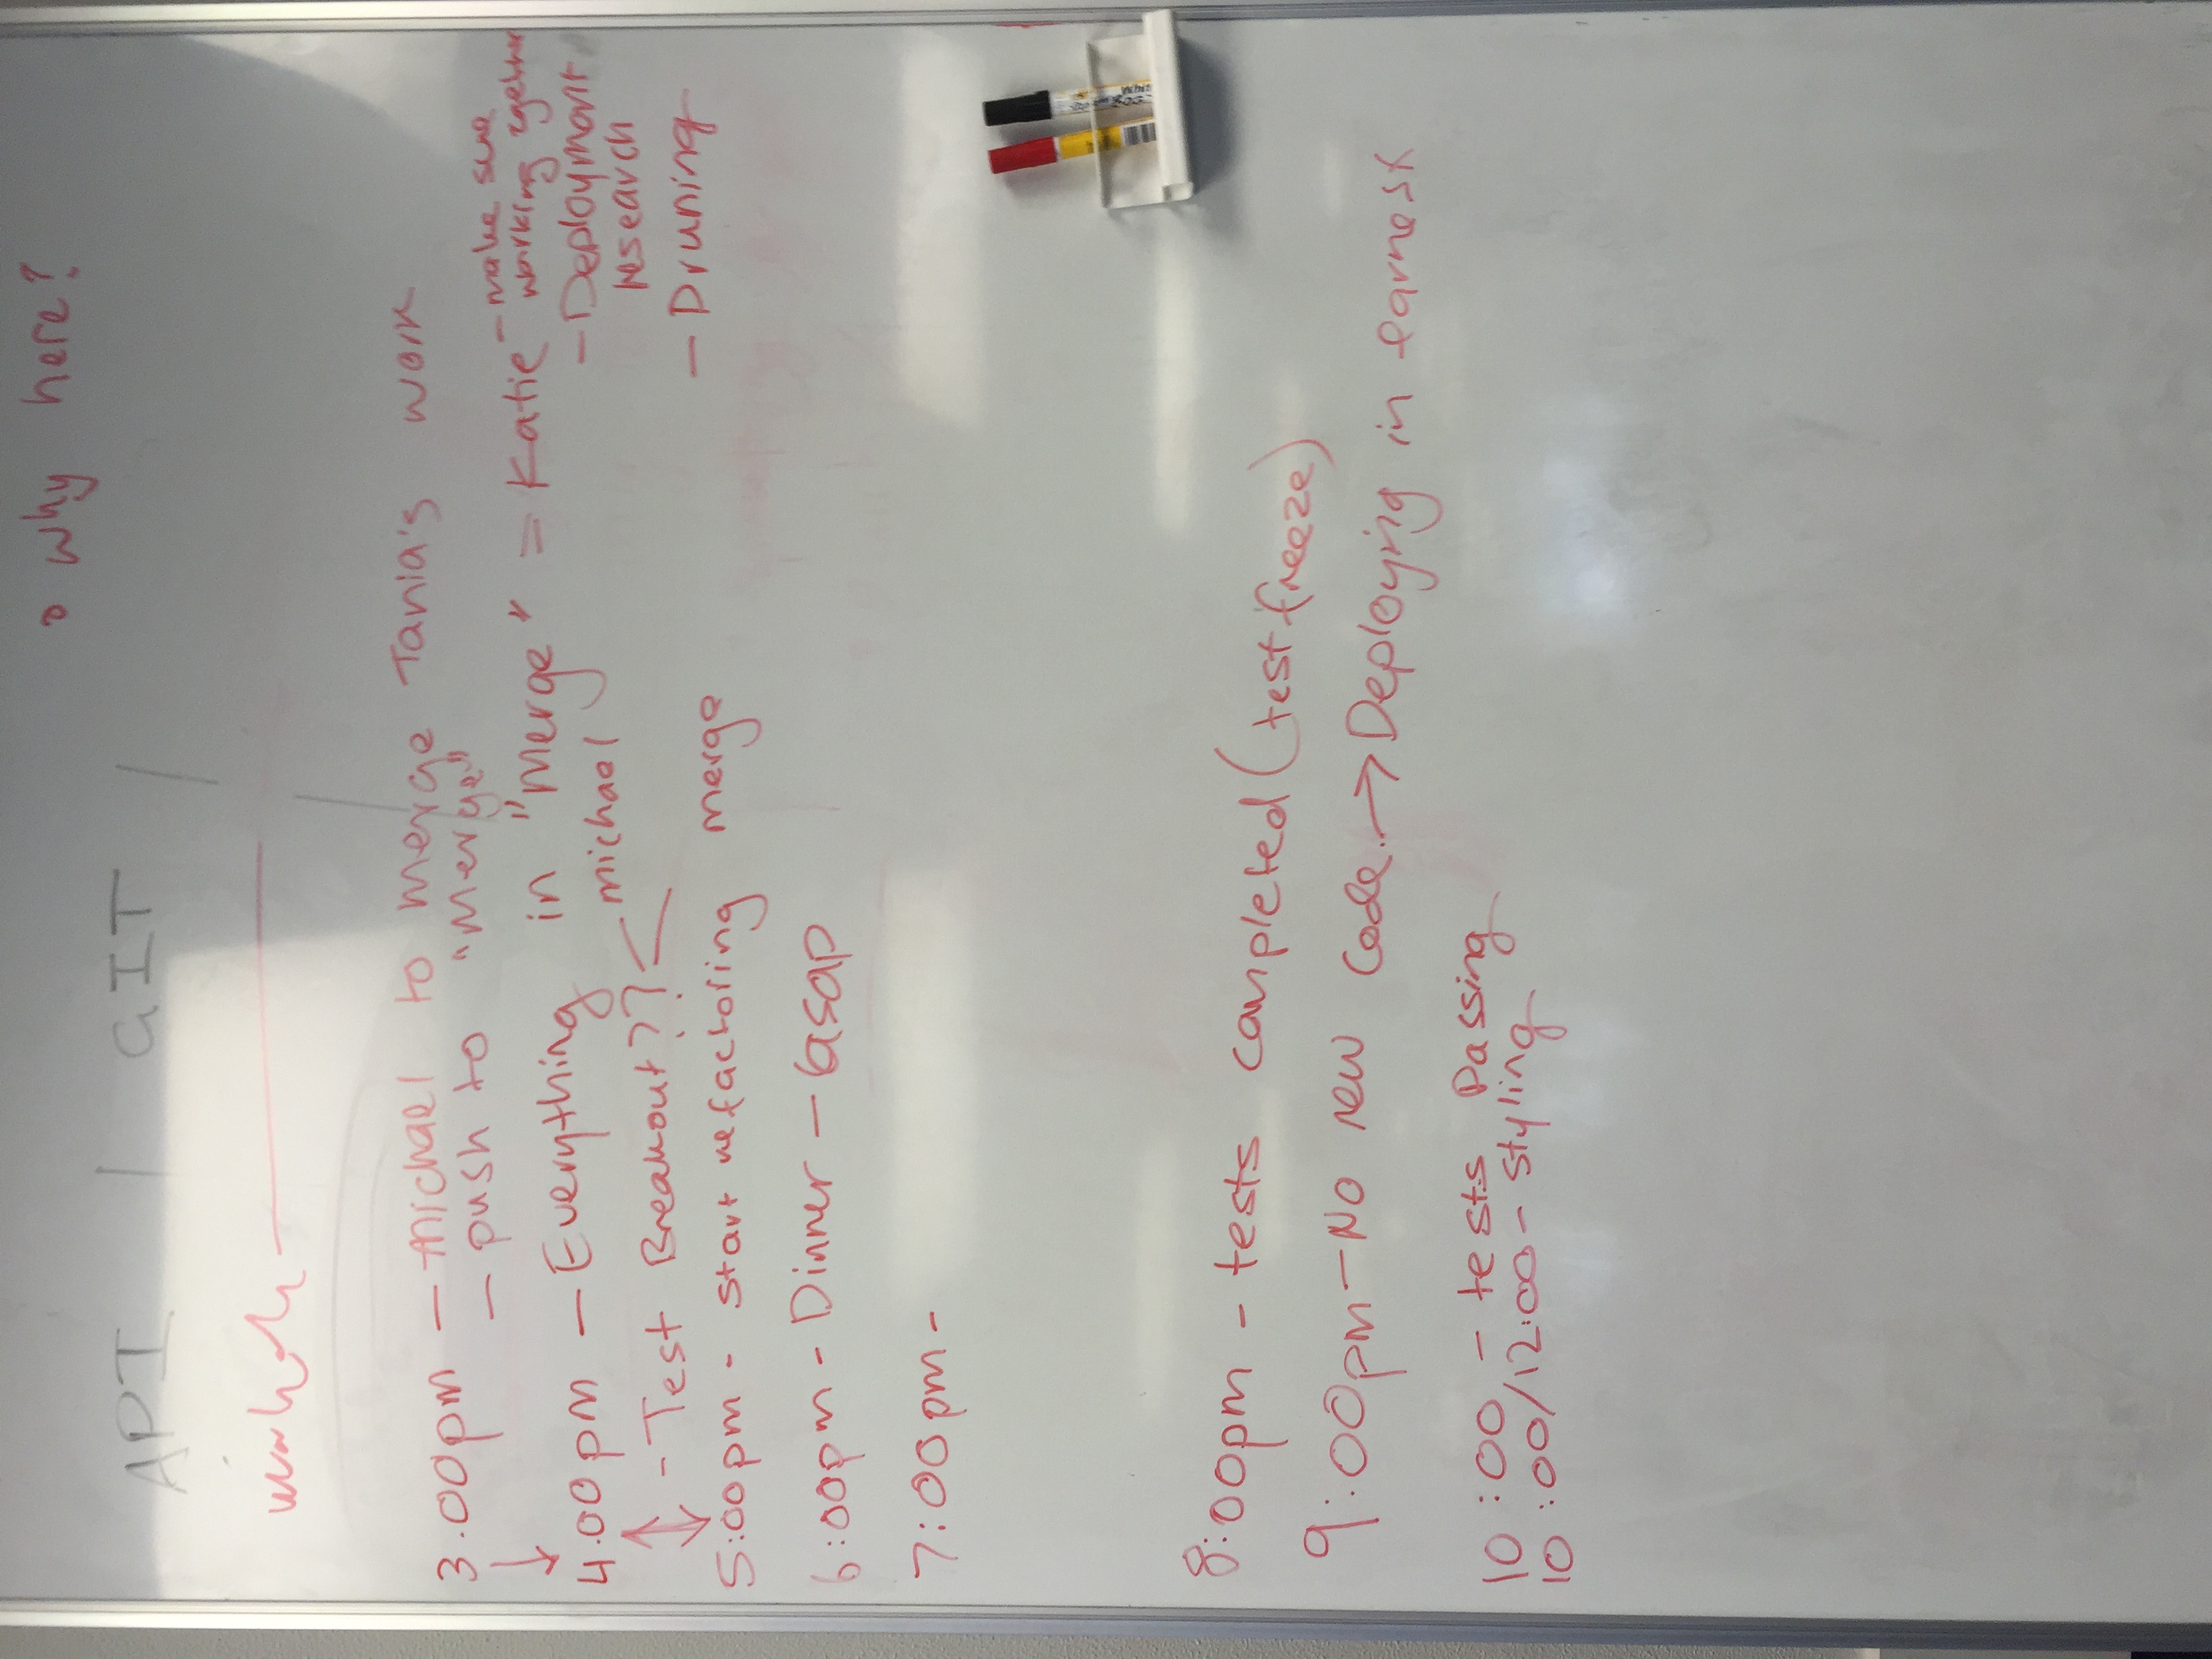 • why here?
API | GIT |
3.00pm – Michael to merge Tania's work
– push to "Merge"
4.00pm – Everything in "Merge" = Katie – make sure
working together
– Deployment
research
– Druning
– Test Breakout?? < michael
5:00pm - start refactoring merge
6:00pm - Dinner – asap
7:00pm -
8:00pm - tests completed (test freeze)
9:00pm – No new code. → Deploying in earnest
10:00 – tests Passing
10:00/12:00 – styling